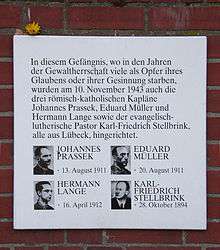 In diesem Gefängnis, wo in den Jahren
der Gewaltherrschaft viele als Opfer ihres
Glaubens oder ihrer Gesinnung starben,
wurden am 10. November 1943 auch die
drei römisch-katholischen Kapläne
Johannes Prassek, Eduard Müller und
Hermann Lange sowie der evangelisch-
lutherische Pastor Karl-Friedrich Stellbrink,
alle aus Lübeck, hingerichtet.
JOHANNES
PRASSEK
* 13. August 1911
EDUARD
MÜLLER
* 20. August 1911
HERMANN
LANGE
* 16. April 1912
KARL-
FRIEDRICH
STELLBRINK
* 28. Oktober 1894